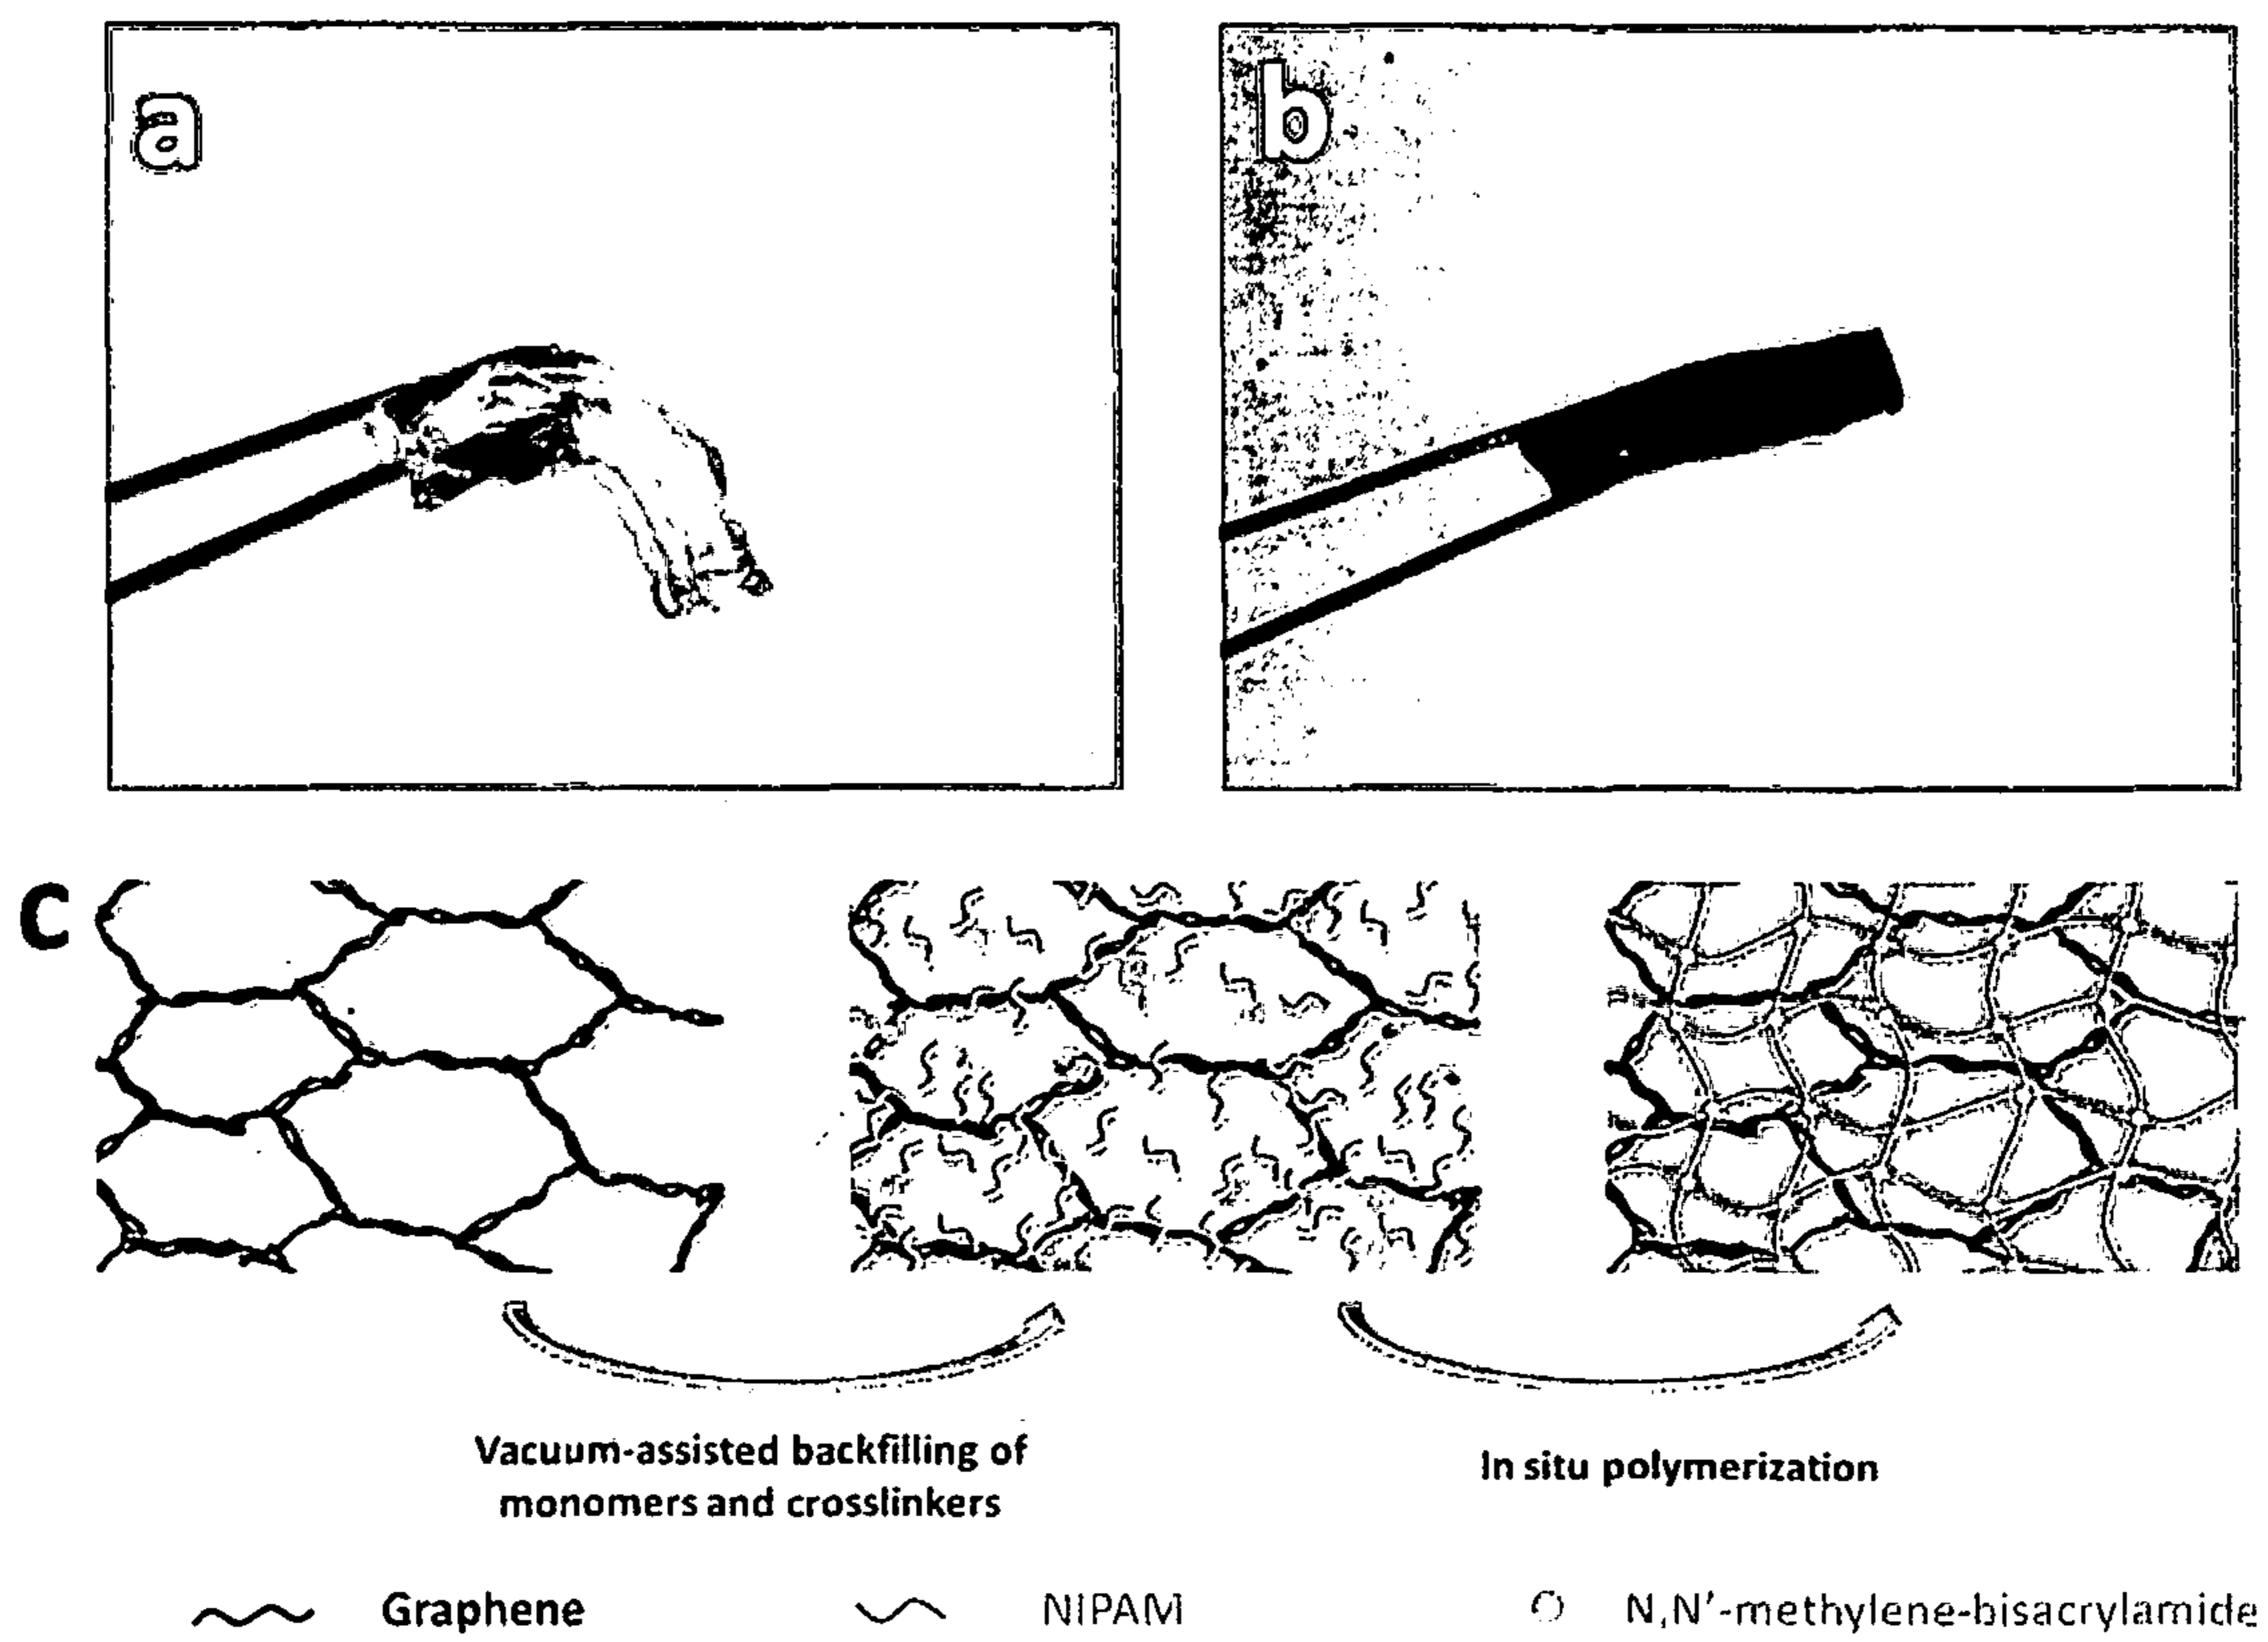 a
b
C
Vacuum-assisted backfilling of
monomers and crosslinkers
In situ polymerization
Graphene
NIPAM
N,N'-methylene-bisacrylamide